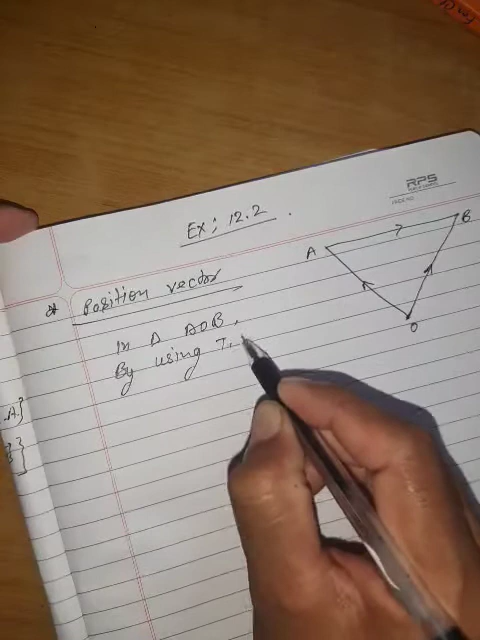 RPS
Ex: 12.2 .
* Position vector
A
B
O
In Δ AOB,
By using T.
A}